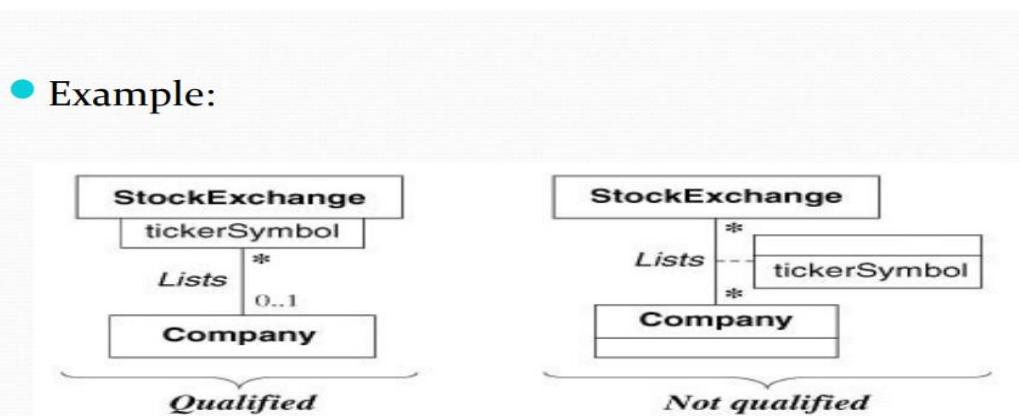 Example:
StockExchange
tickerSymbol
*
Lists
0..1
Company
Qualified
StockExchange
*
Lists
tickerSymbol
*
Company
Not qualified